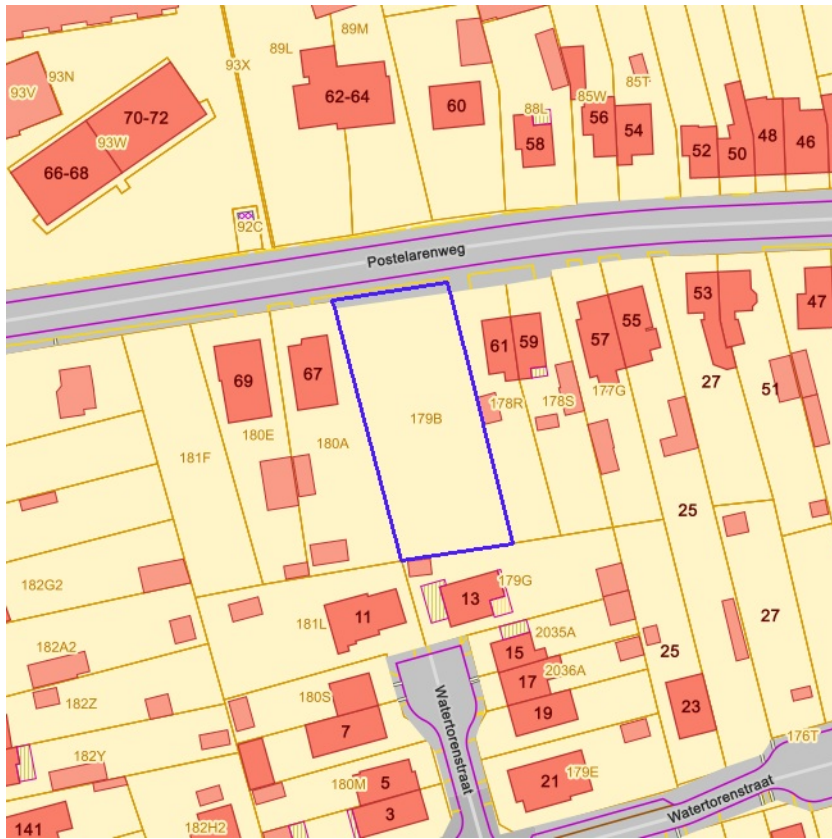 89M
89L
93X
93N
93V
70-72
62-64
60
85T
85W
88L
93W
66-68
56
54
58
52
50
48
46
92C
Postelarenweg
53
47
61
59
57
55
69
67
27
51
178R
178S
177G
179B
180E
180A
181F
25
182G2
179G
13
11
181L
27
2035A
182A2
15
25
2036A
17
180S
182Z
19
23
7
Watertorenstraat
182Y
176T
5
21
179E
180M
3
Watertorenstraat
141
182H2